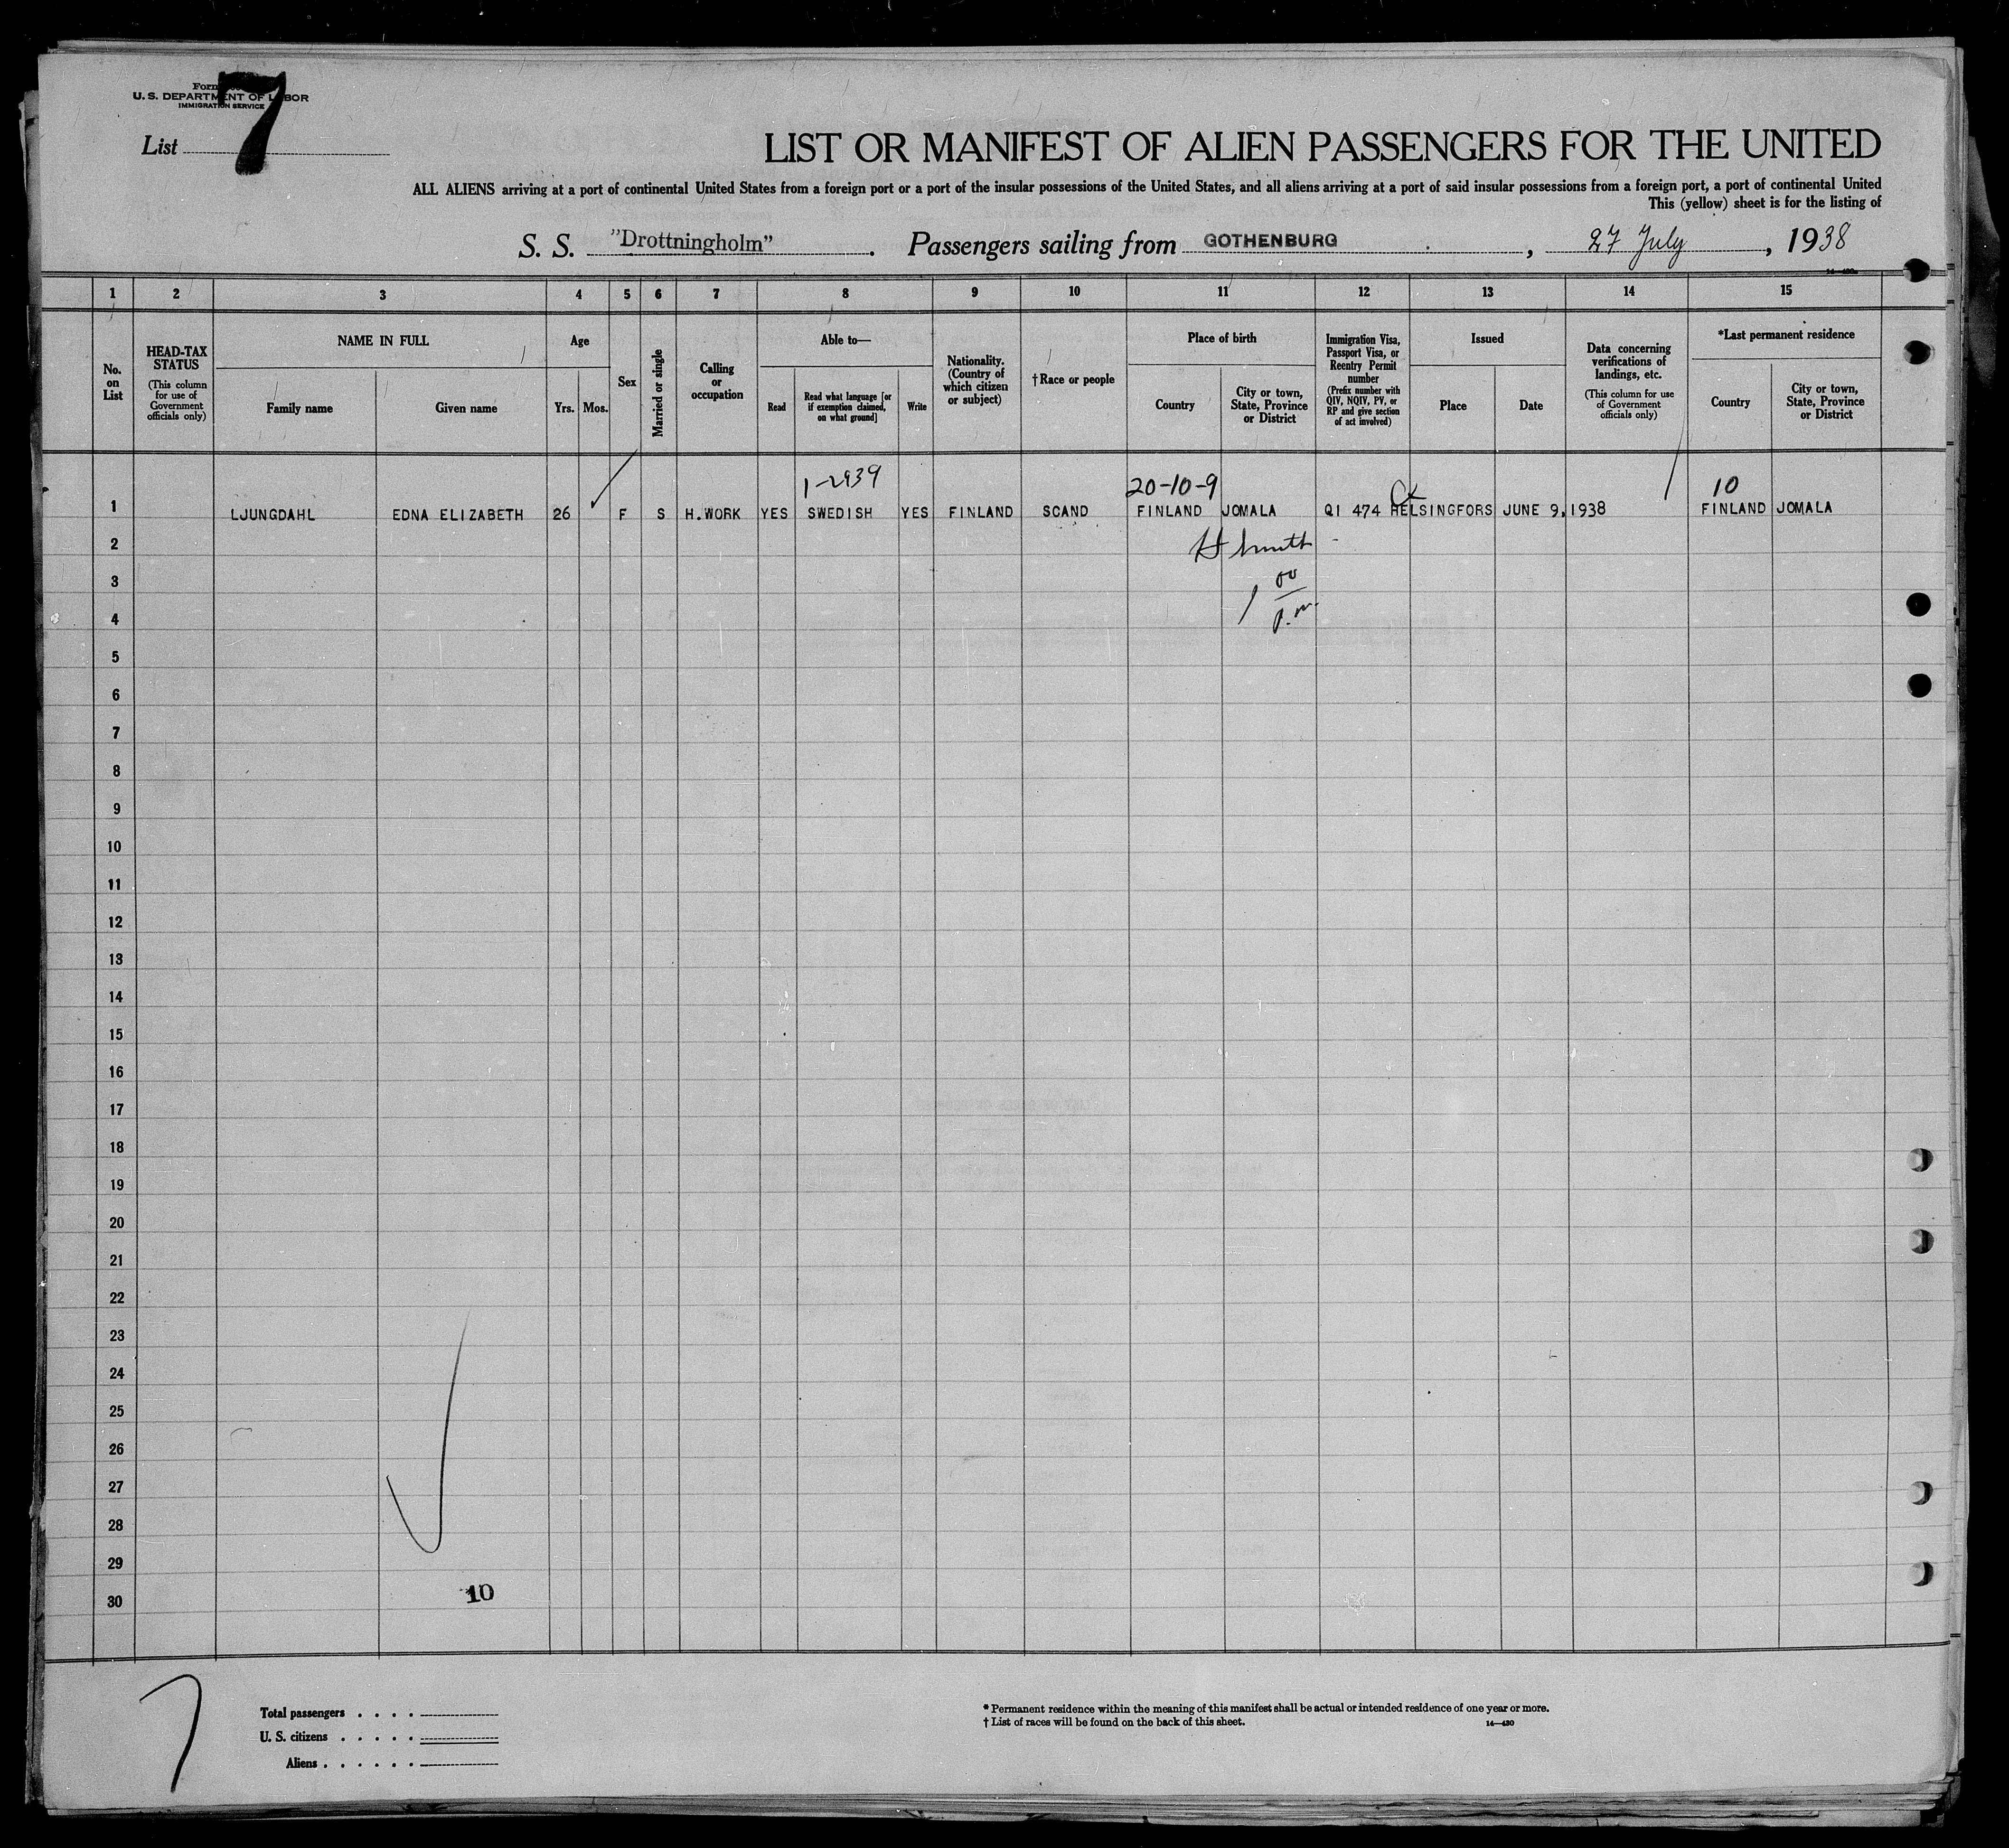 Form
U. S. DEPARTMENT OF LABOR
IMMIGRATION SERVICE
List 7
LIST OR MANIFEST OF ALIEN PASSENGERS FOR THE UNITED
ALL ALIENS arriving at a port of continental United States from a foreign port or a port of the insular possessions of the United States, and all aliens arriving at a port of said insular possessions from a foreign port, a port of continental United
This (yellow) sheet is for the listing of
S. S. "Drottningholm". Passengers sailing from GOTHENBURG, 27 July, 1938
1 2 3 4 5 6 7 8 9 10 11 12 13 14 15
No. on List
HEAD-TAX STATUS (This column for use of Government officials only)
NAME IN FULL
Family name
Given name
Age
Yrs. Mos.
Sex
Married or single
Calling or occupation
Able to—
Read
Read what language [or if exemption claimed, on what ground]
Write
Nationality. (Country of which citizen or subject)
†Race or people
Place of birth
Country
City or town, State, Province or District
Immigration Visa, Passport Visa, or Reentry Permit number (Prefix number with QIV, NQIV, PV, or RP and give section of act involved)
Issued
Place
Date
Data concerning verifications of landings, etc. (This column for use of Government officials only)
*Last permanent residence
Country
City or town, State, Province or District
1-2939 20-10-9 10
1 LJUNGDAHL EDNA ELIZABETH 26 F S H.WORK YES SWEDISH YES FINLAND SCAND FINLAND JOMALA QI 474 HELSINGFORS JUNE 9,1938 FINLAND JOMALA
2 H Smith
3 1 00
4 p.m.
5
6
7
8
9
10
11
12
13
14
15
16
17
18
19
20
21
22
23
24
25
26
27
28
29
30 10
7
Total passengers . . . .
U. S. citizens . . . . .
Aliens . . . . . .
* Permanent residence within the meaning of this manifest shall be actual or intended residence of one year or more.
† List of races will be found on the back of this sheet. 14—430